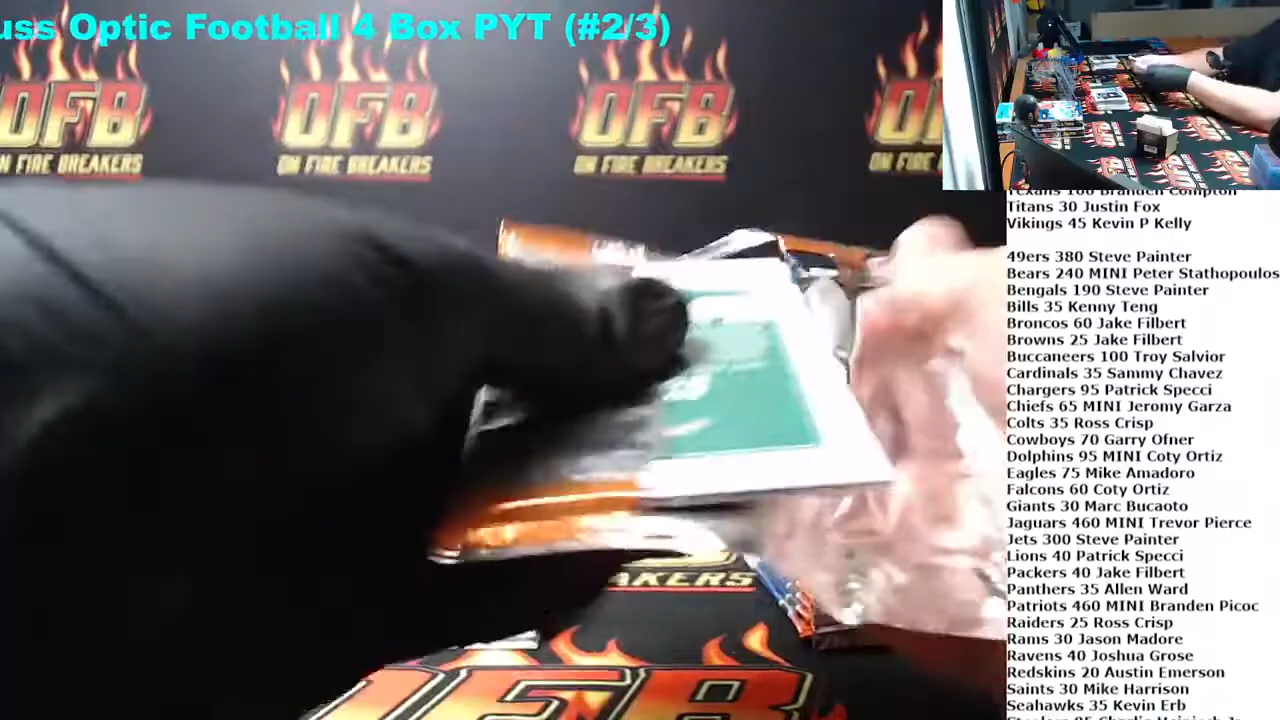 uss Optic Football 4 Box PYT (#2/3)
OFB
ON FIRE BREAKERS
OFB
ON FIRE BREAKERS
OFB
ON FIRE BREAKERS
ON FIRE
Texans 160 Branden Compton
Titans 30 Justin Fox
Vikings 45 Kevin P Kelly
49ers 380 Steve Painter
Bears 240 MINI Peter Stathopoulos
Bengals 190 Steve Painter
Bills 35 Kenny Teng
Broncos 60 Jake Filbert
Browns 25 Jake Filbert
Buccaneers 100 Troy Salvior
Cardinals 35 Sammy Chavez
Chargers 95 Patrick Specci
Chiefs 65 MINI Jeromy Garza
Colts 35 Ross Crisp
Cowboys 70 Garry Ofner
Dolphins 95 MINI Coty Ortiz
Eagles 75 Mike Amadoro
Falcons 60 Coty Ortiz
Giants 30 Marc Bucaoto
Jaguars 460 MINI Trevor Pierce
Jets 300 Steve Painter
Lions 40 Patrick Specci
Packers 40 Jake Filbert
Panthers 35 Allen Ward
Patriots 460 MINI Branden Picoc
Raiders 25 Ross Crisp
Rams 30 Jason Madore
Ravens 40 Joshua Grose
Redskins 20 Austin Emerson
Saints 30 Mike Harrison
Seahawks 35 Kevin Erb
AKERS
OFB